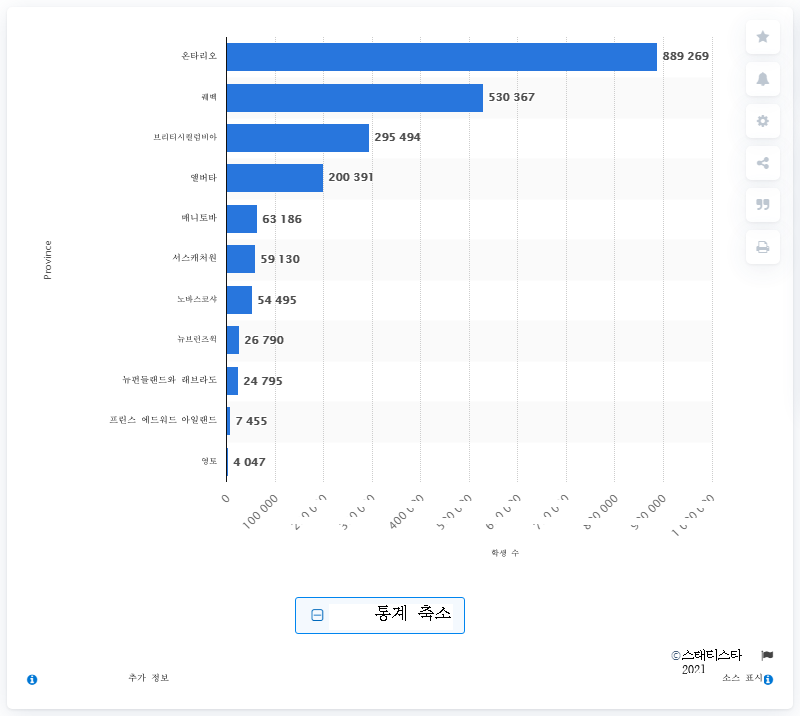 온타리오 889 269
퀘백 530 367
브리티시컬럼비아 295 494
앨버타 200 391
매니토바 63 186
서스캐처원 59 130
노바스코샤 54 495
뉴브런즈윅 26 790
뉴펀들랜드와 래브라도 24 795
프린스 에드워드 아일랜드 7 455
영토 4 047
Province
0 100 000 400 000
학생 수
통계 축소
©스태티스타
2021
추가 정보
소스 표시